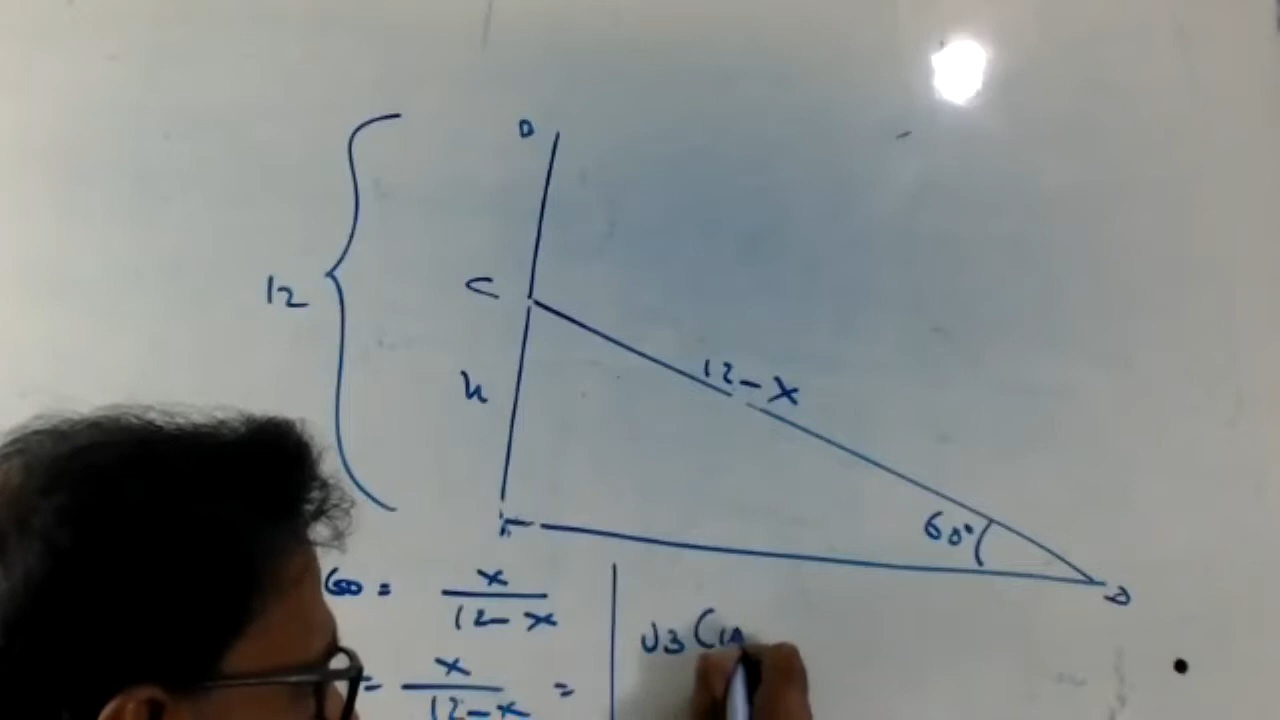 D
12
C
x
12-x
60°
D
60 = x/12-x
= x/12-x =
√3(12